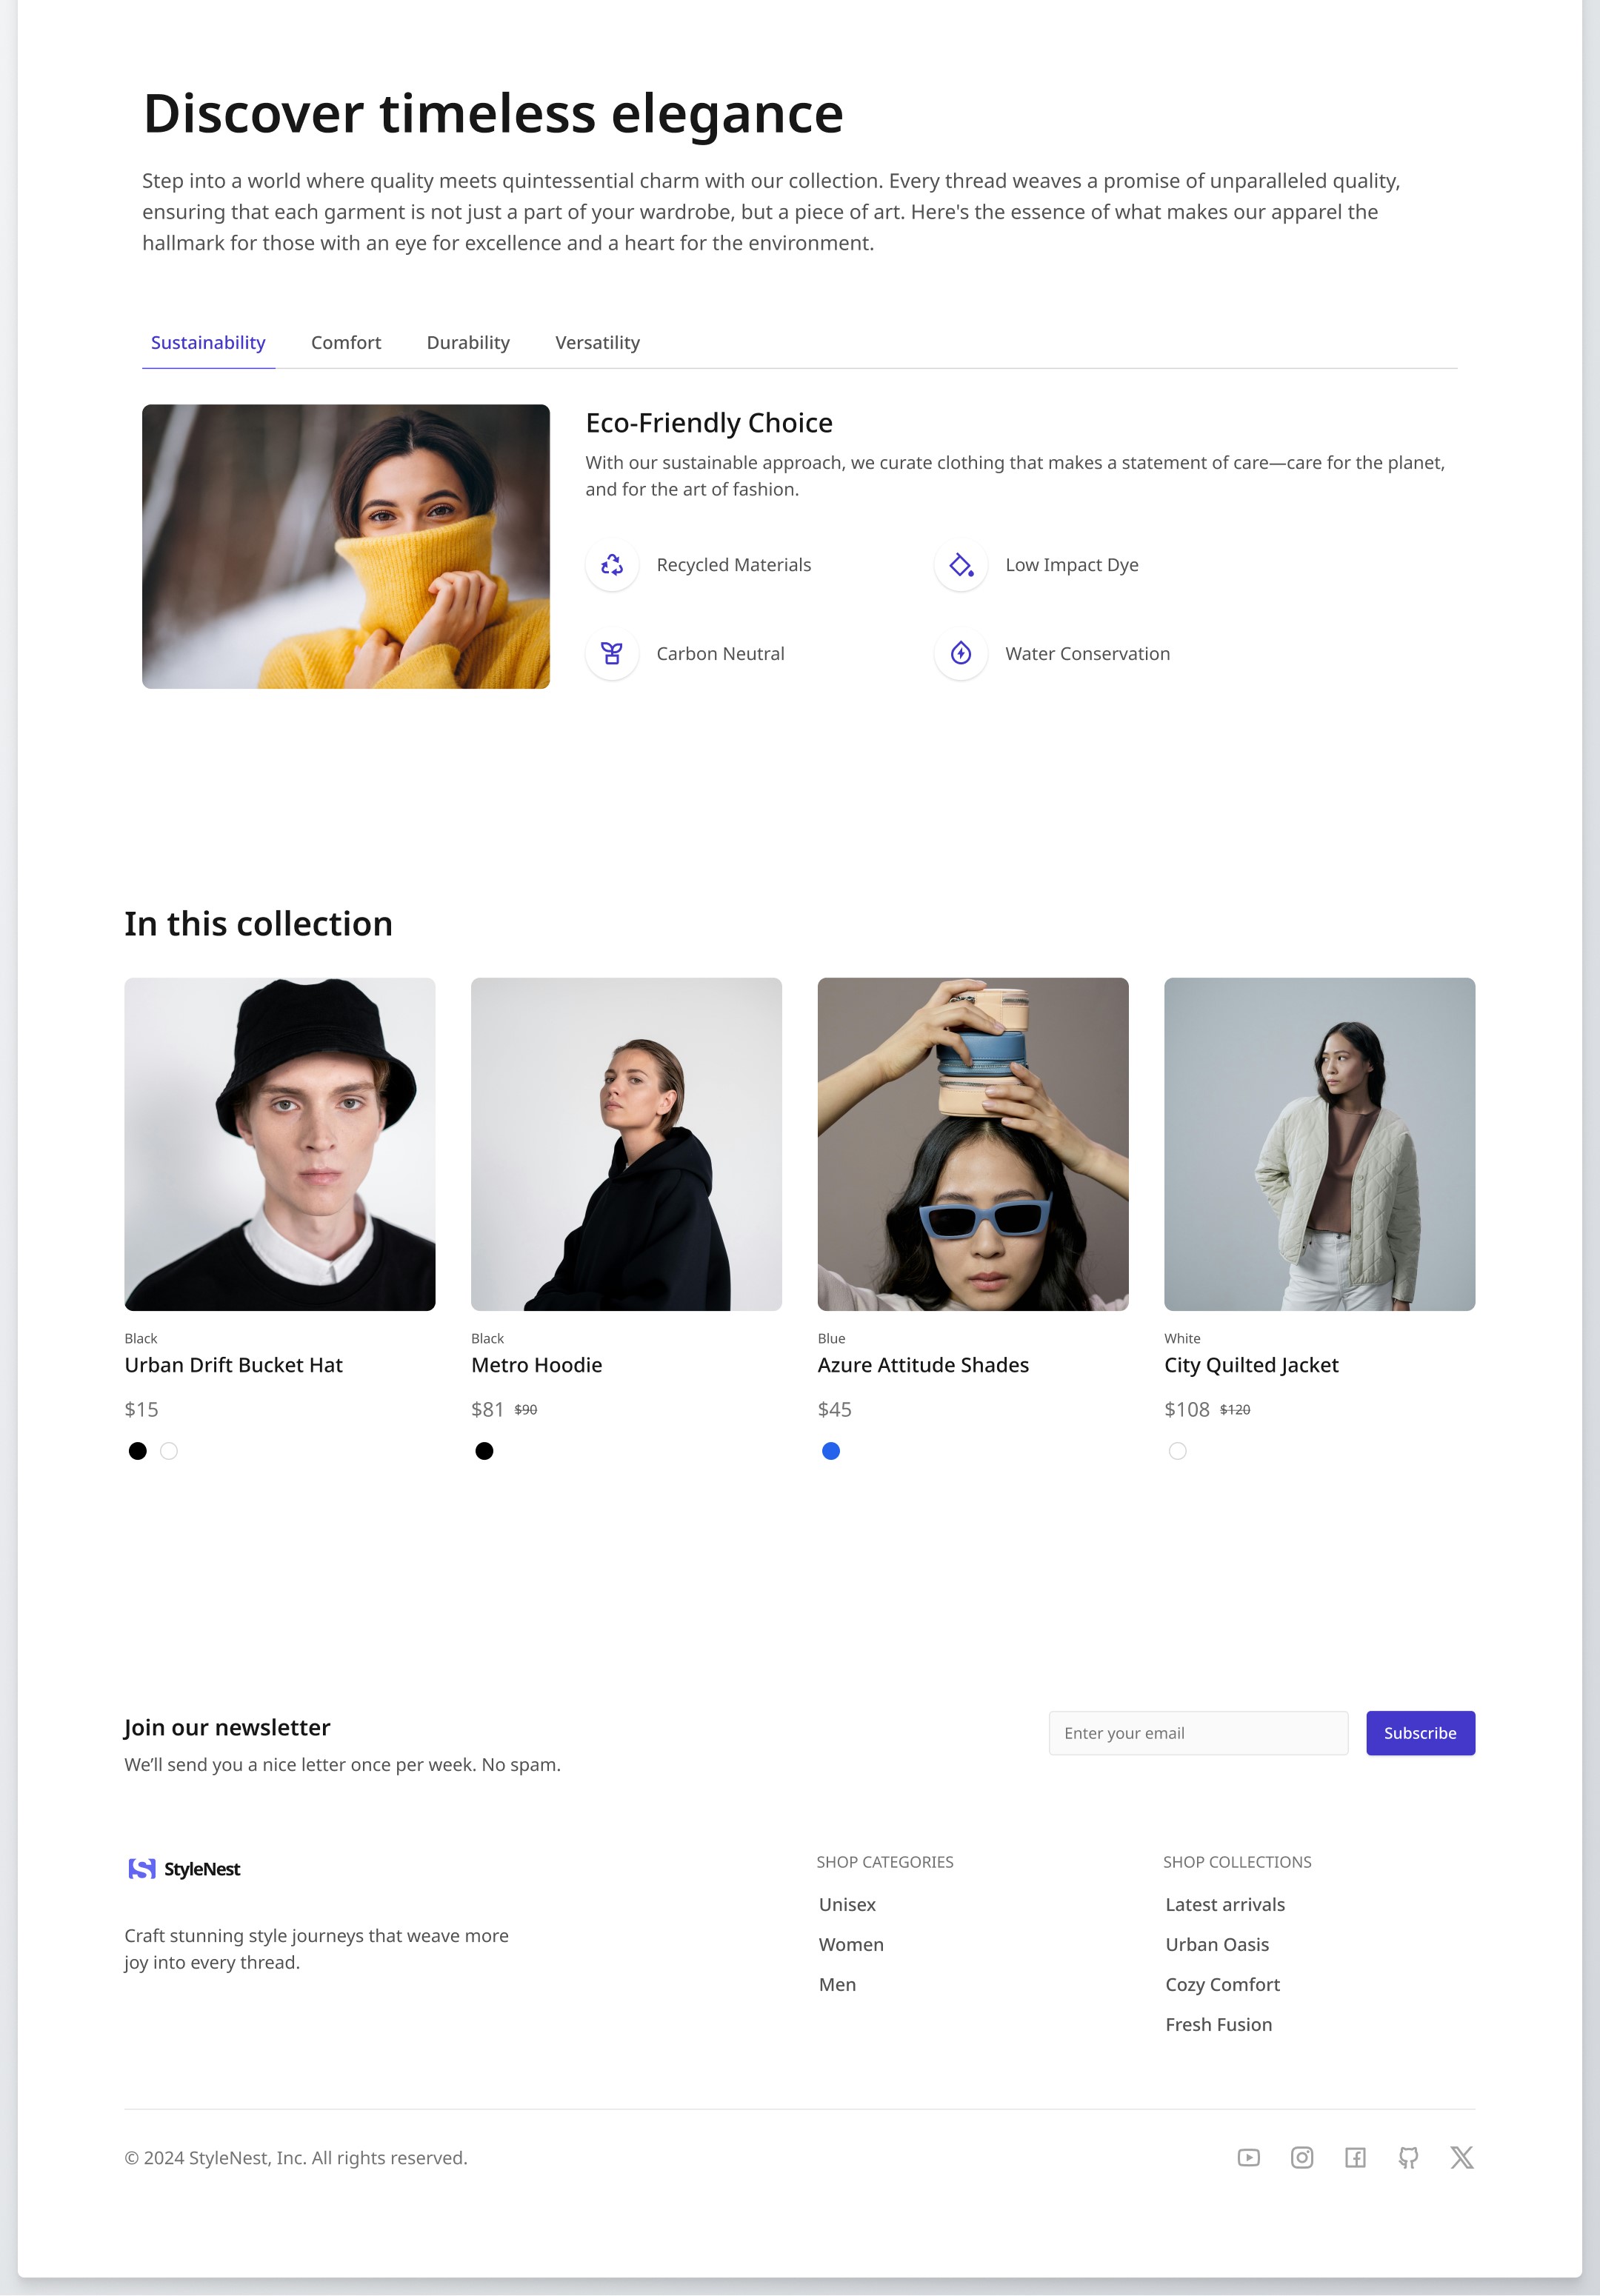 Discover timeless elegance
Step into a world where quality meets quintessential charm with our collection. Every thread weaves a promise of unparalleled quality,
ensuring that each garment is not just a part of your wardrobe, but a piece of art. Here's the essence of what makes our apparel the
hallmark for those with an eye for excellence and a heart for the environment.
Sustainability
Comfort
Durability
Versatility
Eco-Friendly Choice
With our sustainable approach, we curate clothing that makes a statement of care—care for the planet,
and for the art of fashion.
Recycled Materials
Low Impact Dye
Carbon Neutral
Water Conservation
In this collection
Black
Urban Drift Bucket Hat
$15
Black
Metro Hoodie
$81 $90
Blue
Azure Attitude Shades
$45
White
City Quilted Jacket
$108 $120
Join our newsletter
We’ll send you a nice letter once per week. No spam.
Enter your email
Subscribe
StyleNest
Craft stunning style journeys that weave more
joy into every thread.
SHOP CATEGORIES
Unisex
Women
Men
SHOP COLLECTIONS
Latest arrivals
Urban Oasis
Cozy Comfort
Fresh Fusion
© 2024 StyleNest, Inc. All rights reserved.